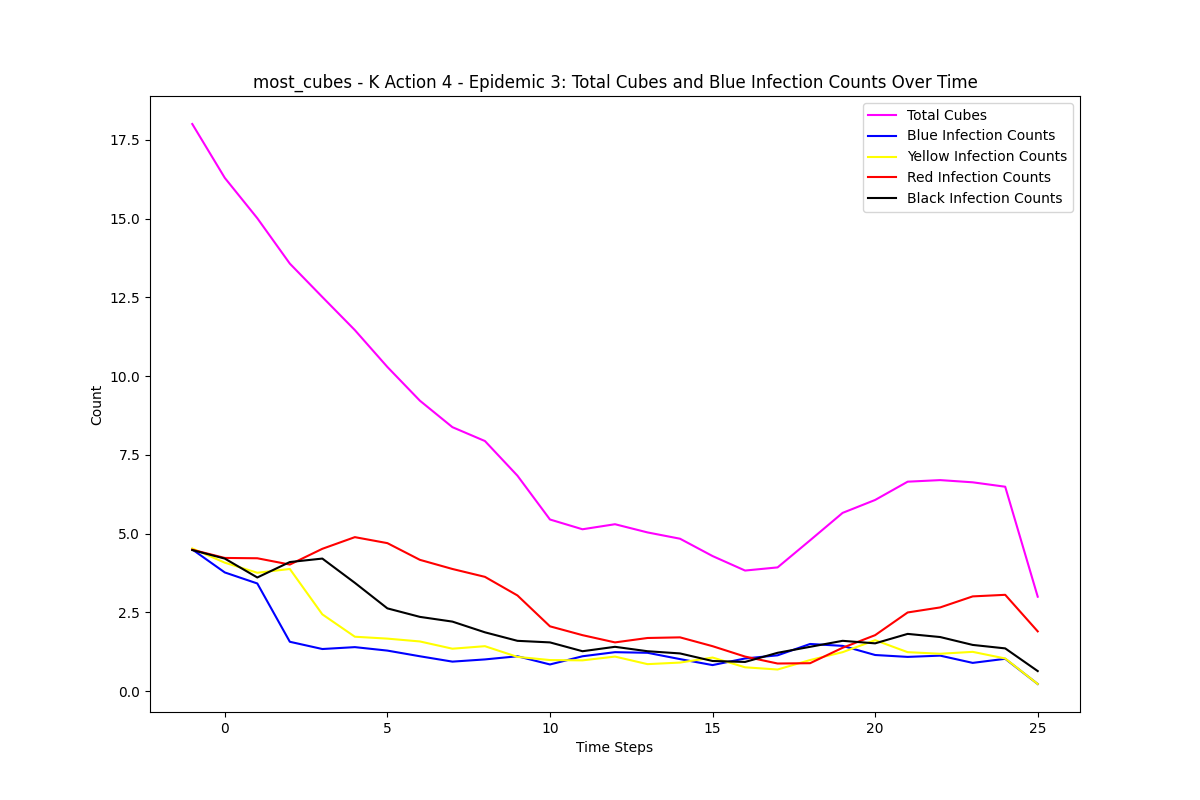 most_cubes - K Action 4 - Epidemic 3: Total Cubes and Blue Infection Counts Over Time
Total Cubes
Blue Infection Counts
Yellow Infection Counts
Red Infection Counts
Black Infection Counts
17.5
15.0
12.5
10.0
7.5
5.0
2.5
0.0
Count
0 5 10 15 20 25
Time Steps